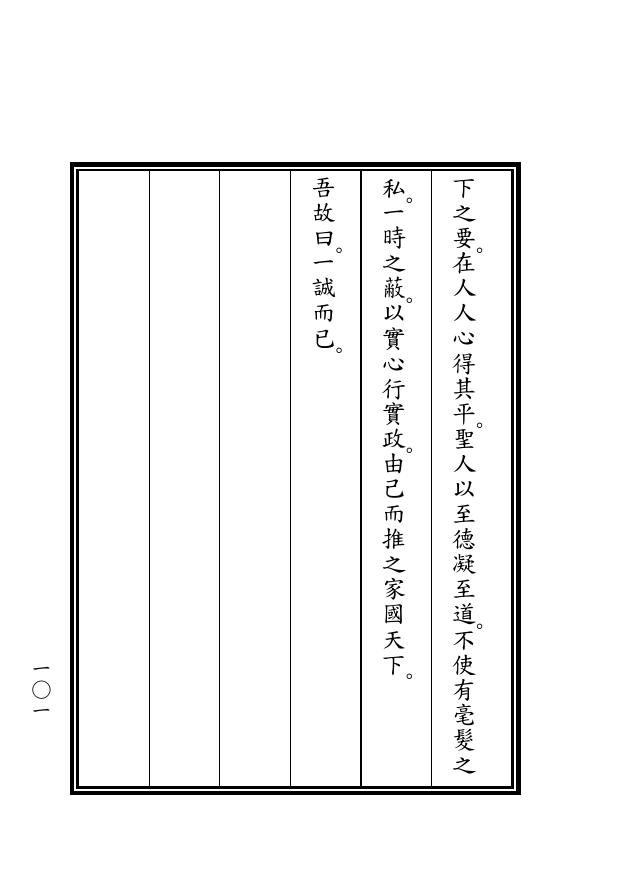 下之要。在人人心得其平。聖人以至德凝至道。不使有毫髮之
私。一時之蔽。以實心行實政。由己而推之家國天下。
吾故曰。一誠而已。
一〇一